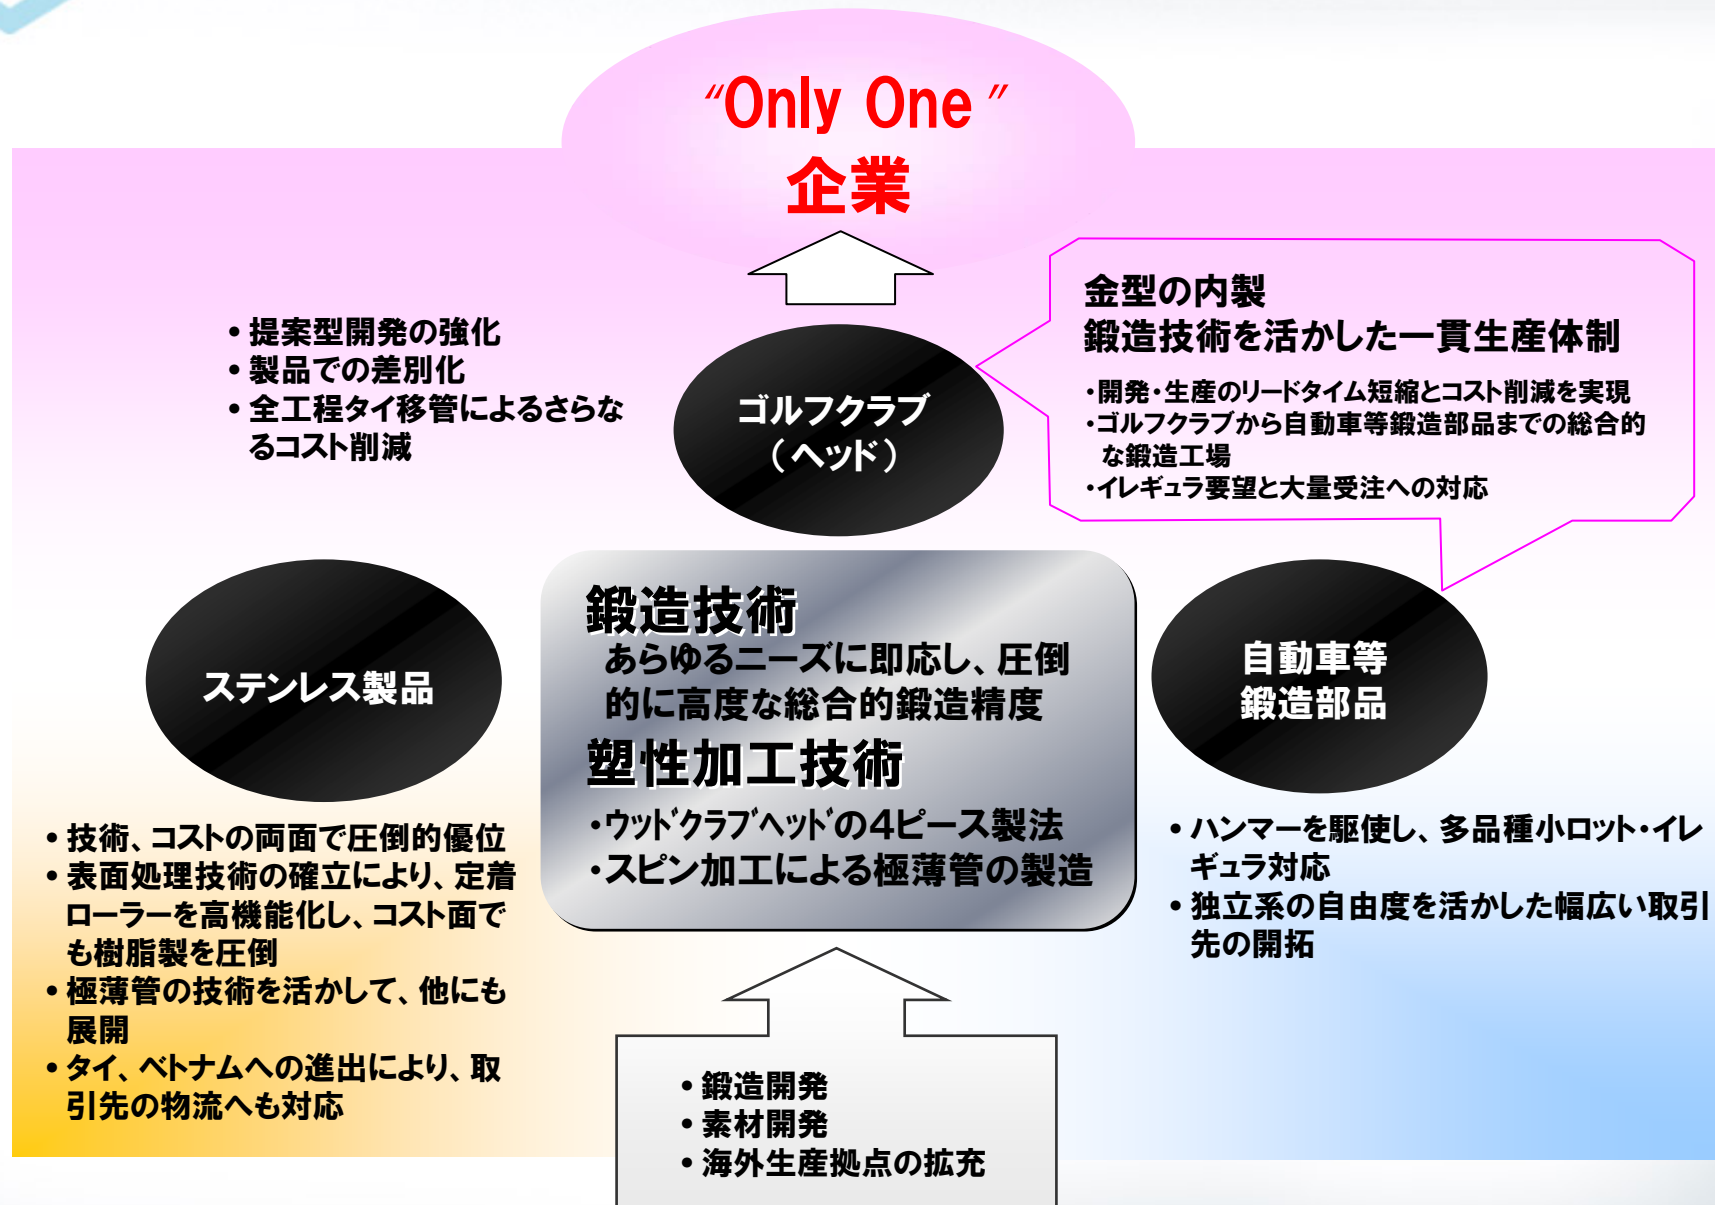 “Only One ”
企業
・提案型開発の強化
・製品での差別化
・全工程タイ移管によるさらな
るコスト削減
ゴルフクラブ
（ヘッド）
金型の内製
鍛造技術を活かした一貫生産体制
・開発・生産のリードタイム短縮とコスト削減を実現
・ゴルフクラブから自動車等鍛造部品までの総合的
な鍛造工場
・イレギュラ要望と大量受注への対応
ステンレス製品
鍛造技術
あらゆるニーズに即応し、圧倒
的に高度な総合的鍛造精度
塑性加工技術
・ウッドクラブヘッドの４ピース製法
・スピン加工による極薄管の製造
自動車等
鍛造部品
・技術、コストの両面で圧倒的優位
・表面処理技術の確立により、定着
ローラーを高機能化し、コスト面で
も樹脂製を圧倒
・極薄管の技術を活かして、他にも
展開
・タイ、ベトナムへの進出により、取
引先の物流へも対応
・ハンマーを駆使し、多品種小ロット・イレ
ギュラ対応
・独立系の自由度を活かした幅広い取引
先の開拓
・鍛造開発
・素材開発
・海外生産拠点の拡充